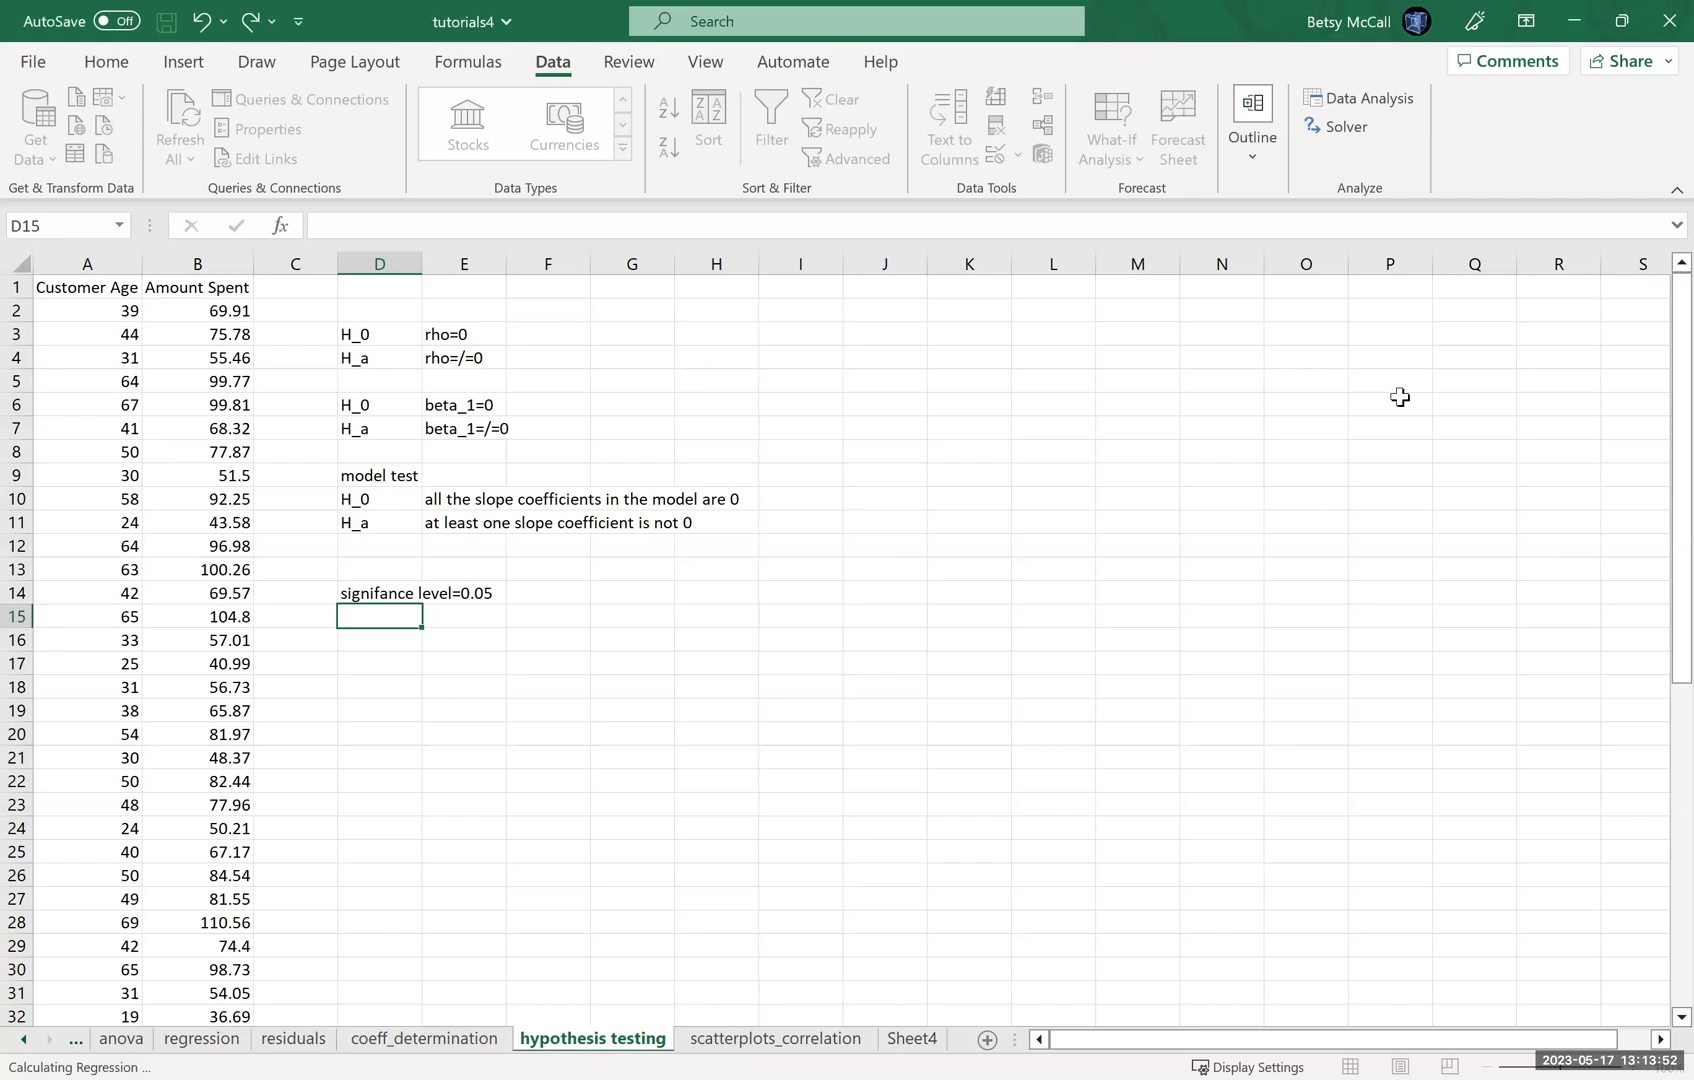 AutoSave Off tutorials4 Search Betsy McCall
File Home Insert Draw Page Layout Formulas Data Review View Automate Help Comments Share
Get Data
Refresh All
Queries & Connections
Properties
Edit Links
Stocks Currencies
Sort
Filter
Clear
Reapply
Advanced
Text to Columns
What-If Analysis
Forecast Sheet
Outline
Data Analysis
Solver
Get & Transform Data Queries & Connections Data Types Sort & Filter Data Tools Forecast Analyze
D15 fx
A B C D E F G H I J K L M N O P Q R S
1 Customer Age Amount Spent
2 39 69.91
3 44 75.78 H_0 rho=0
4 31 55.46 H_a rho=/=0
5 64 99.77
6 67 99.81 H_0 beta_1=0
7 41 68.32 H_a beta_1=/=0
8 50 77.87
9 30 51.5 model test
10 58 92.25 H_0 all the slope coefficients in the model are 0
11 24 43.58 H_a at least one slope coefficient is not 0
12 64 96.98
13 63 100.26
14 42 69.57 signifance level=0.05
15 65 104.8
16 33 57.01
17 25 40.99
18 31 56.73
19 38 65.87
20 54 81.97
21 30 48.37
22 50 82.44
23 48 77.96
24 24 50.21
25 40 67.17
26 50 84.54
27 49 81.55
28 69 110.56
29 42 74.4
30 65 98.73
31 31 54.05
32 19 36.69
... anova regression residuals coeff_determination hypothesis testing scatterplots_correlation Sheet4
Calculating Regression ... Display Settings 2023-05-17 13:13:52